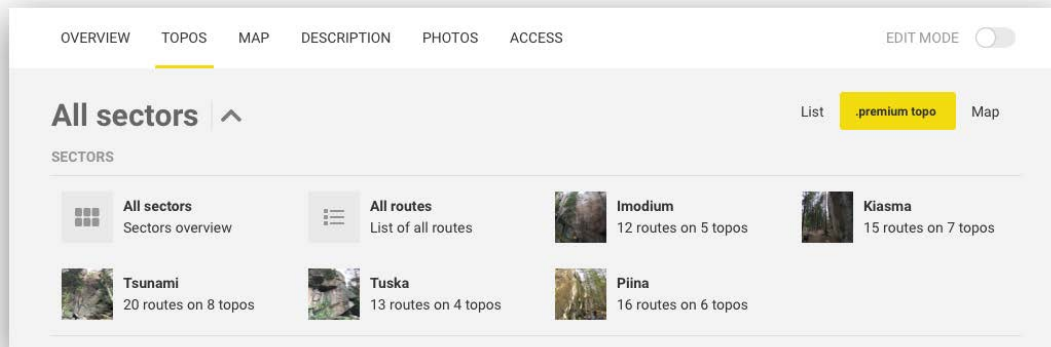 OVERVIEW TOPOS MAP DESCRIPTION PHOTOS ACCESS EDIT MODE
All sectors List .premium topo Map
SECTORS
All sectors All routes Imodium Kiasma
Sectors overview List of all routes 12 routes on 5 topos 15 routes on 7 topos
Tsunami Tuska Piina
20 routes on 8 topos 13 routes on 4 topos 16 routes on 6 topos